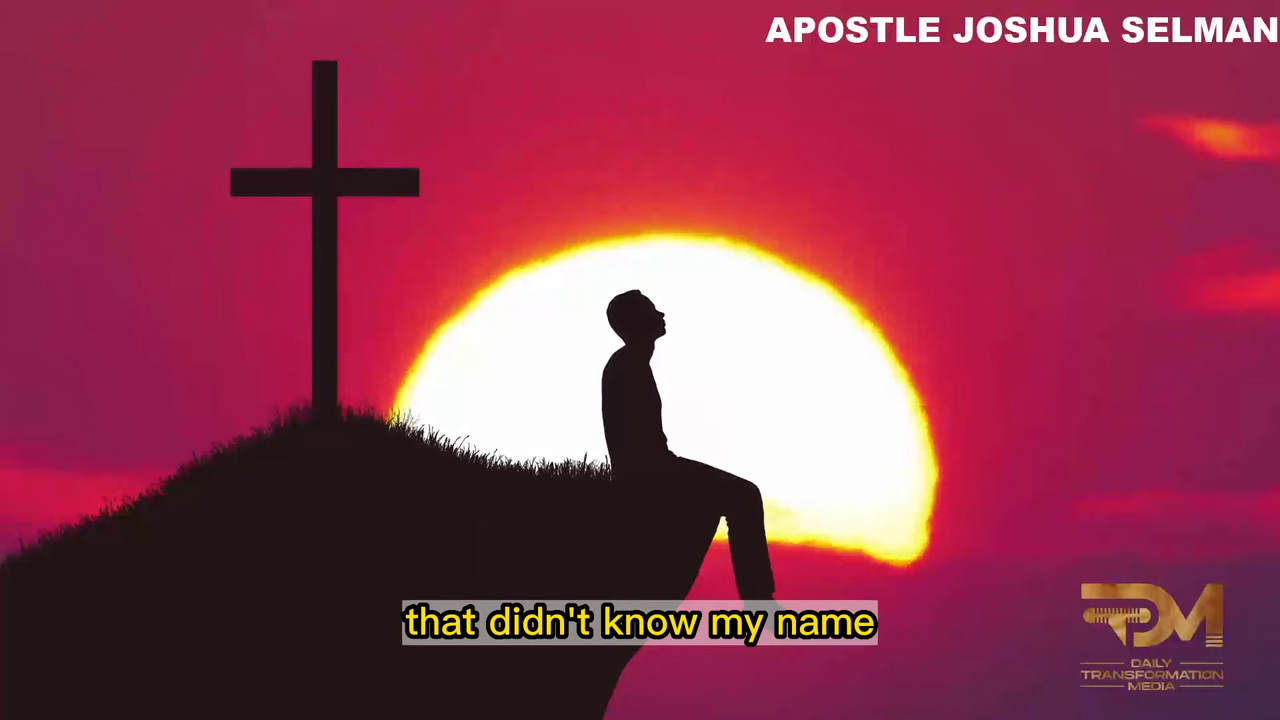 APOSTLE JOSHUA SELMAN
that didn't know my name
DAILY
TRANSFORMATION
MEDIA